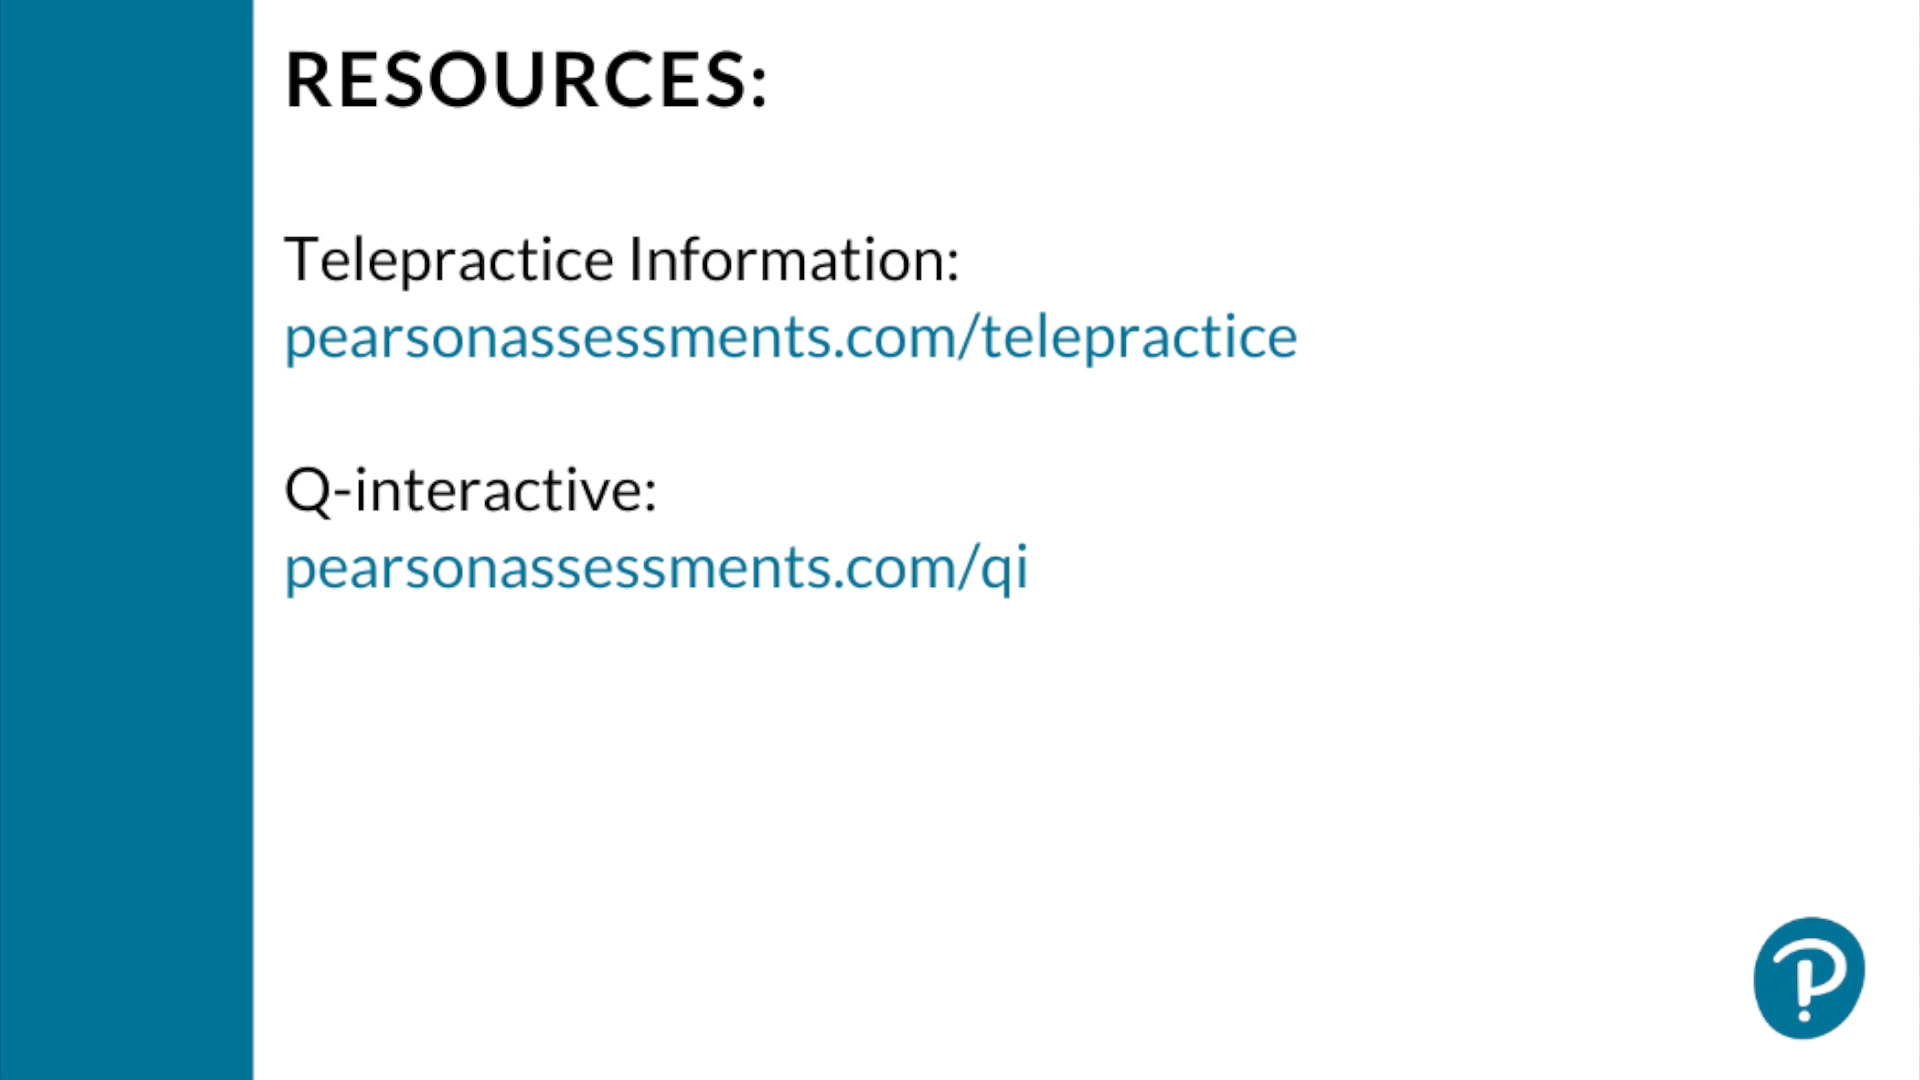 RESOURCES:
Telepractice Information:
pearsonassessments.com/telepractice
Q-interactive:
pearsonassessments.com/qi